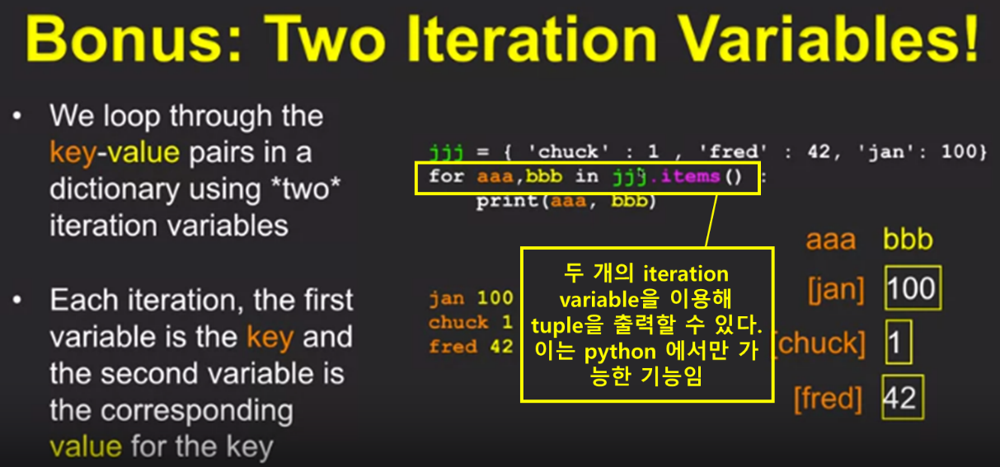 Bonus: Two Iteration Variables!
• We loop through the
key-value pairs in a
dictionary using *two*
iteration variables
• Each iteration, the first
variable is the key and
the second variable is
the corresponding
value for the key
jjj = { 'chuck' : 1 , 'fred' : 42, 'jan': 100}
for aaa,bbb in jjj.items() :
print(aaa, bbb)
jan 100
chuck 1
fred 42
두 개의 iteration
variable을 이용해
tuple을 출력할 수 있다.
이는 python 에서만 가
능한 기능임
aaa bbb
[jan] 100
[chuck] 1
[fred] 42